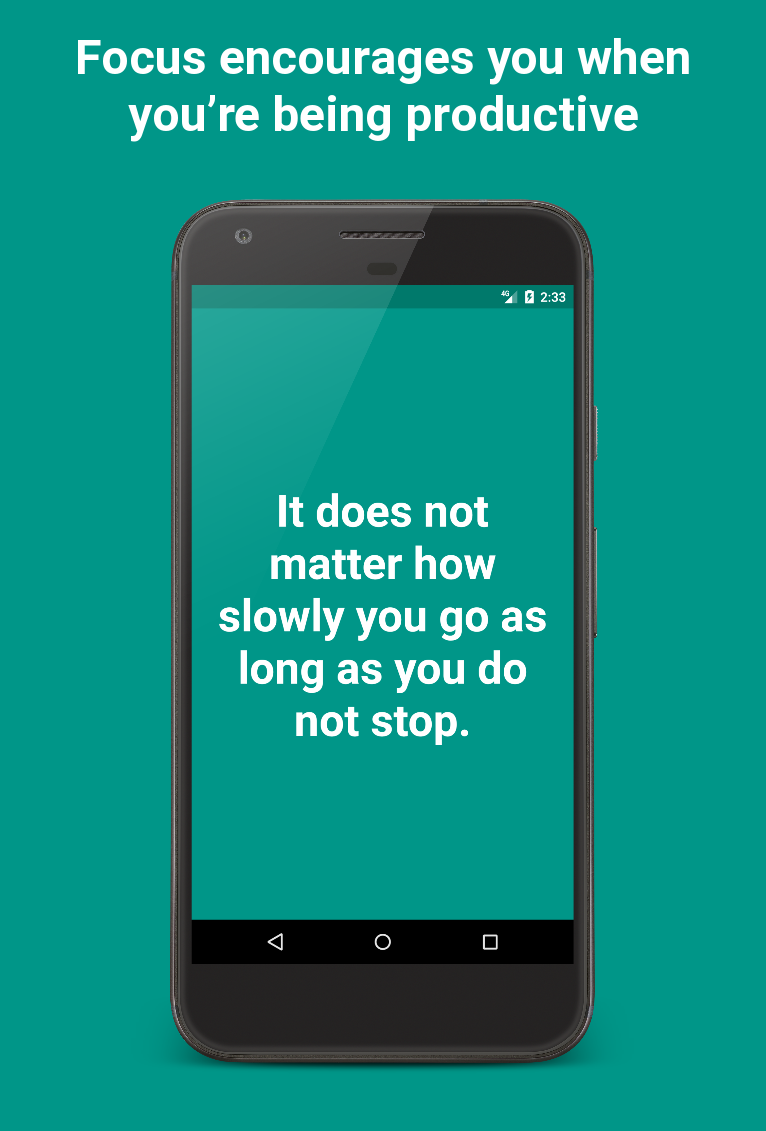 Focus encourages you when
you’re being productive
4G
2:33
It does not
matter how
slowly you go as
long as you do
not stop.